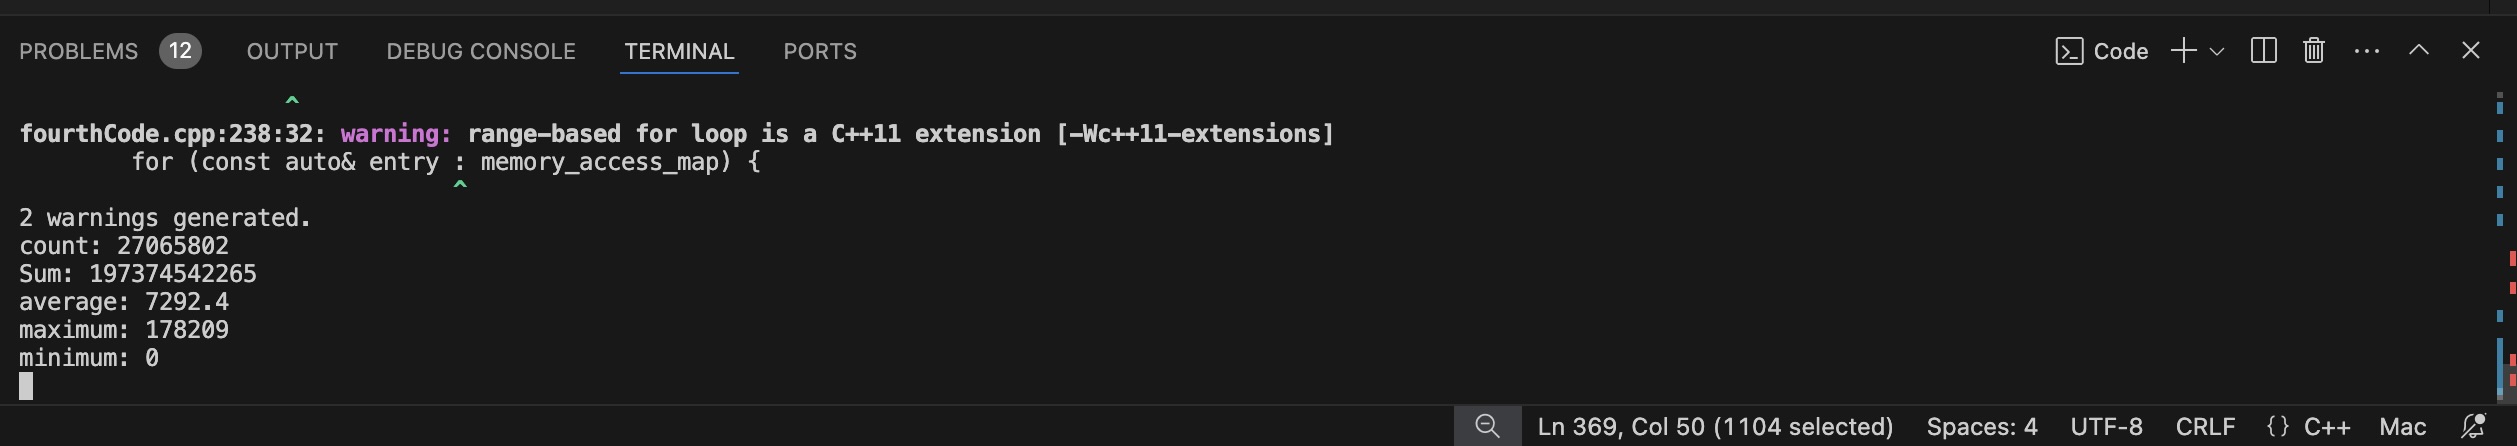 PROBLEMS 12 OUTPUT DEBUG CONSOLE TERMINAL PORTS Code
^
fourthCode.cpp:238:32: warning: range-based for loop is a C++11 extension [-Wc++11-extensions]
for (const auto& entry : memory_access_map) {
^
2 warnings generated.
count: 27065802
Sum: 197374542265
average: 7292.4
maximum: 178209
minimum: 0
Ln 369, Col 50 (1104 selected) Spaces: 4 UTF-8 CRLF {} C++ Mac